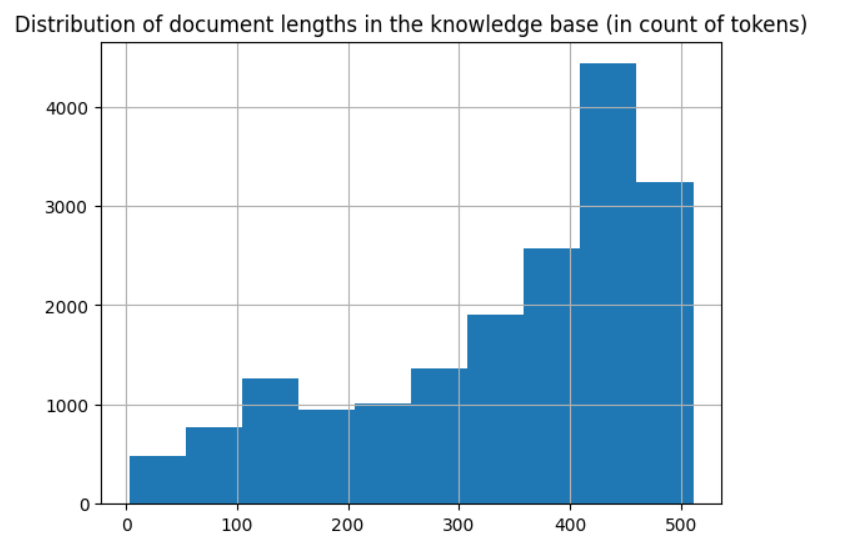 Distribution of document lengths in the knowledge base (in count of tokens)
4000
3000
2000
1000
0
0 100 200 300 400 500